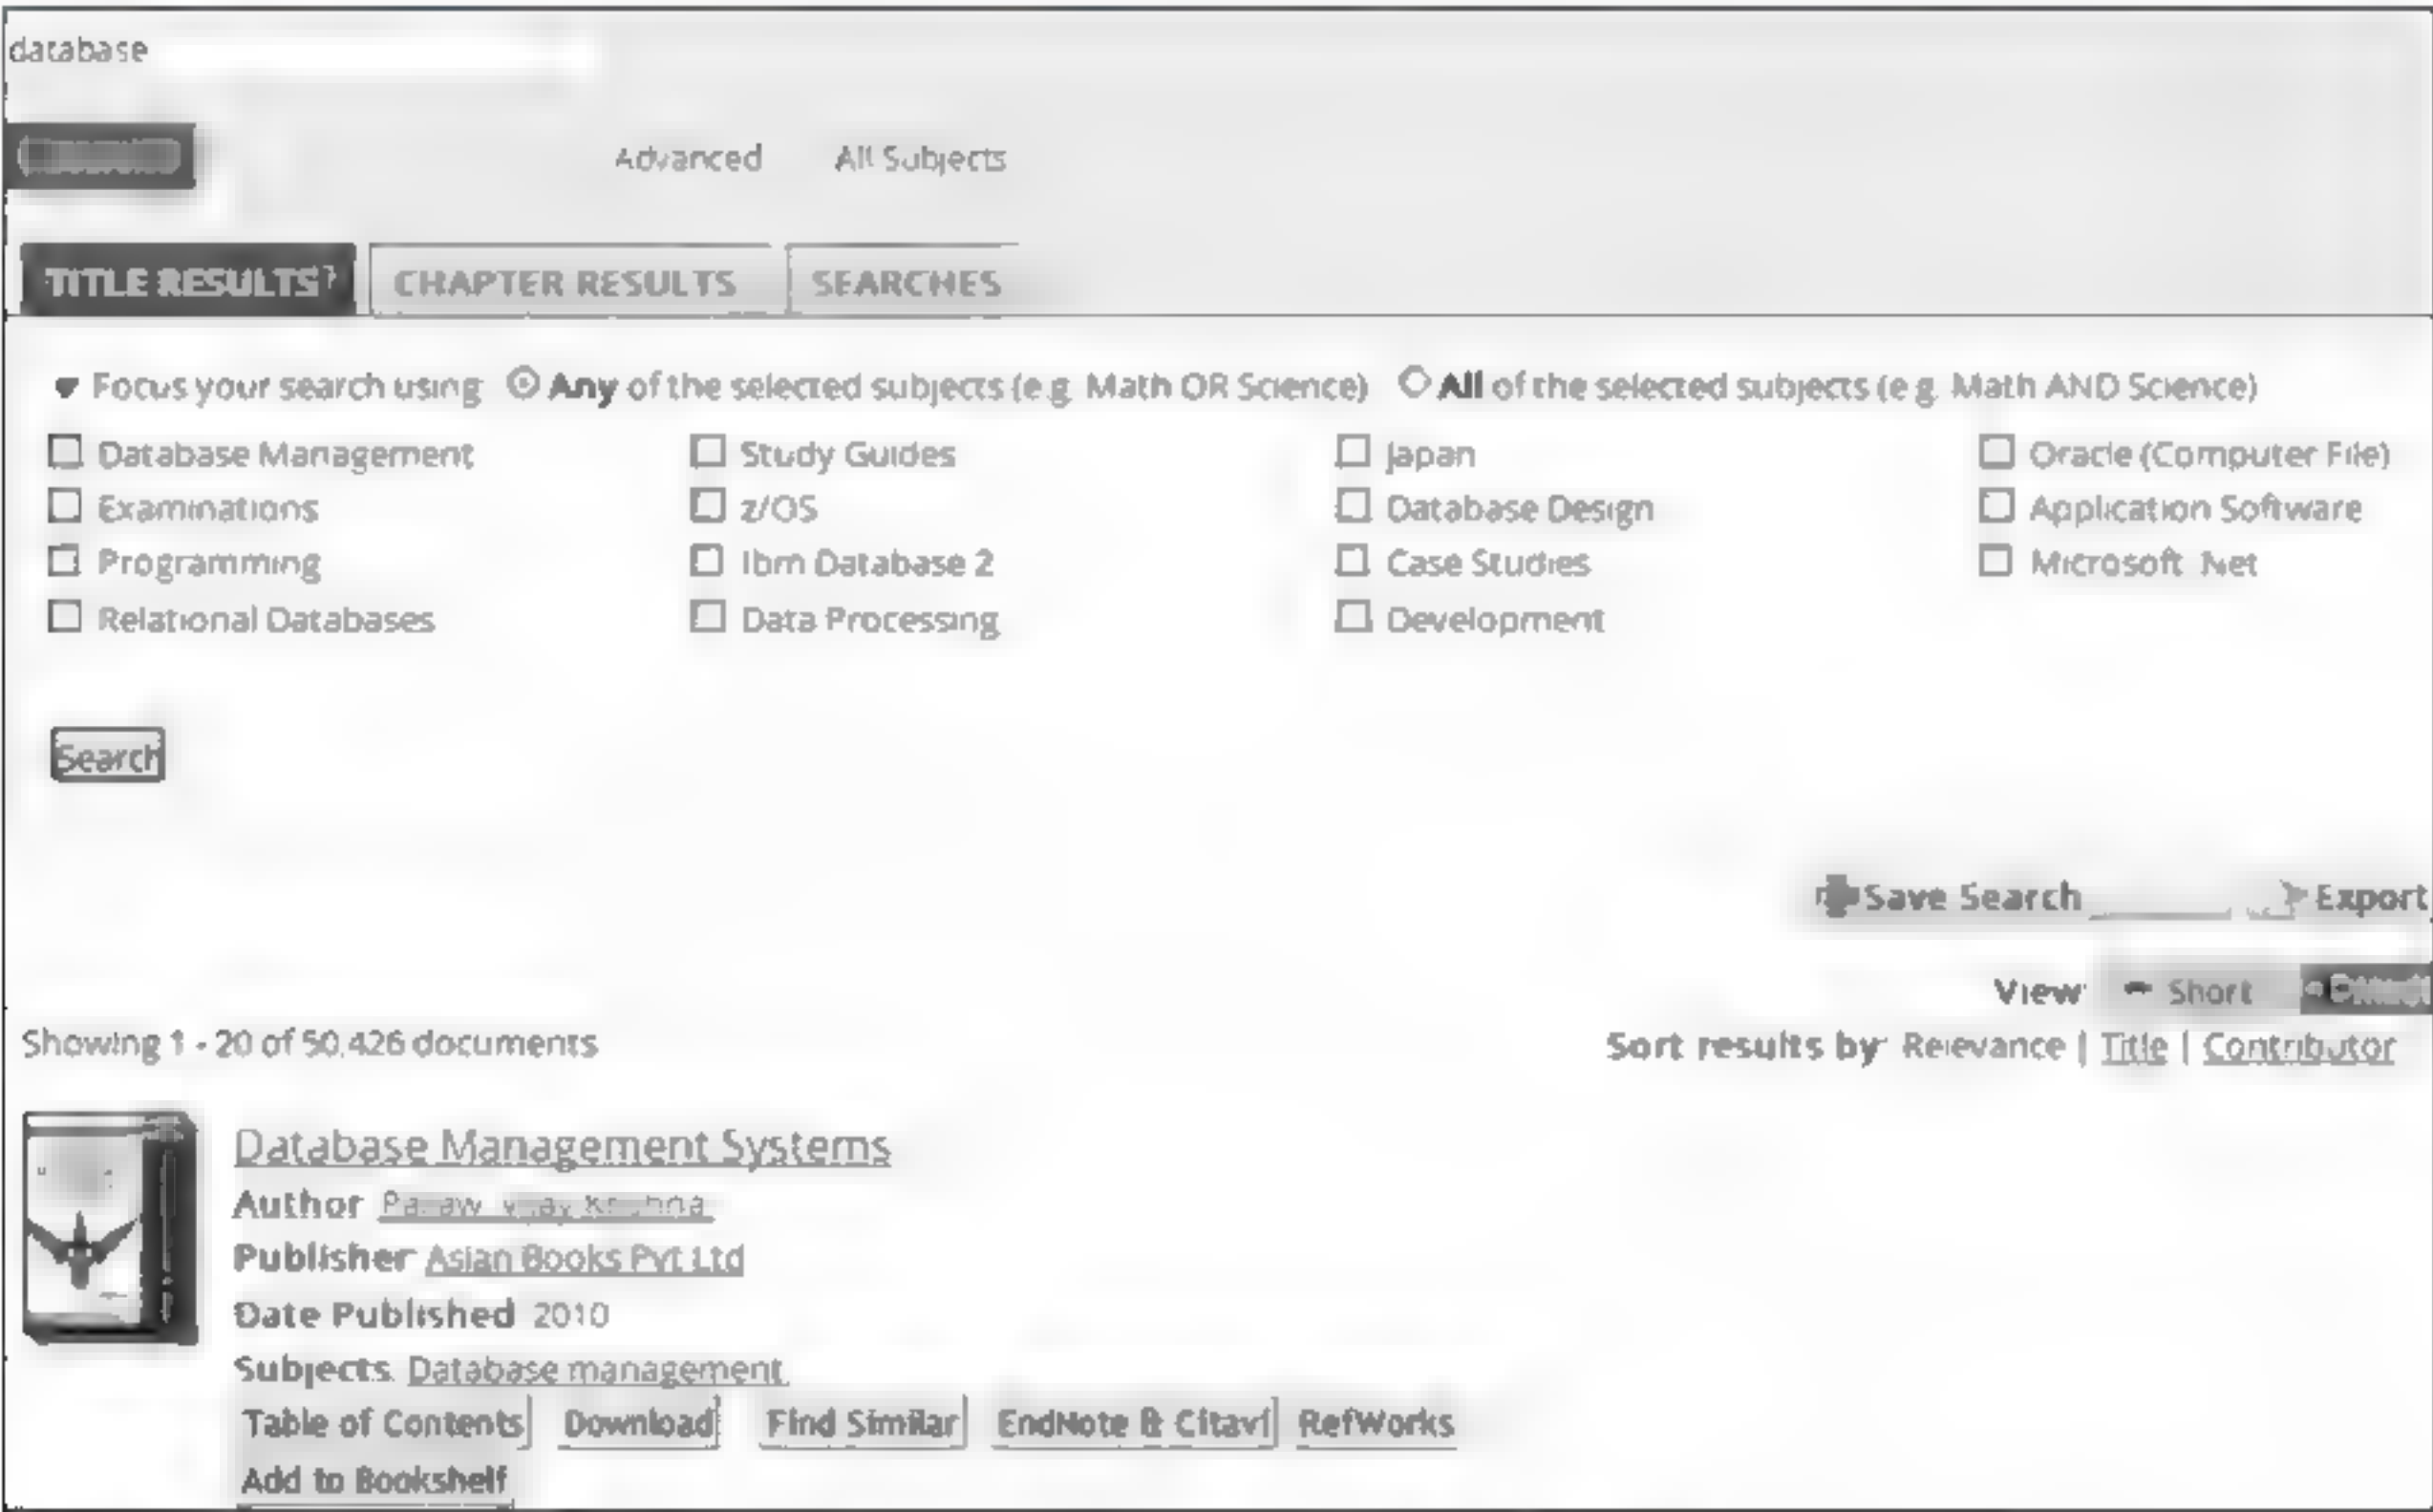 database
Advanced All Subjects
TITLE RESULTS CHAPTER RESULTS SEARCHES
Focus your search using Any of the selected subjects (e.g. Math OR Science) All of the selected subjects (e.g. Math AND Science)
Database Management Study Guides Japan Oracle (Computer File)
Examinations z/OS Database Design Application Software
Programming Ibm Database 2 Case Studies Microsoft .Net
Relational Databases Data Processing Development
Search
Save Search Export
View: Short
Showing 1 - 20 of 50,426 documents Sort results by: Relevance | Title | Contributor
Database Management Systems
Author Vijay Krishna
Publisher Asian Books Pvt Ltd
Date Published 2010
Subjects Database management.
Table of Contents Download Find Similar EndNote & Citavi RefWorks
Add to Bookshelf